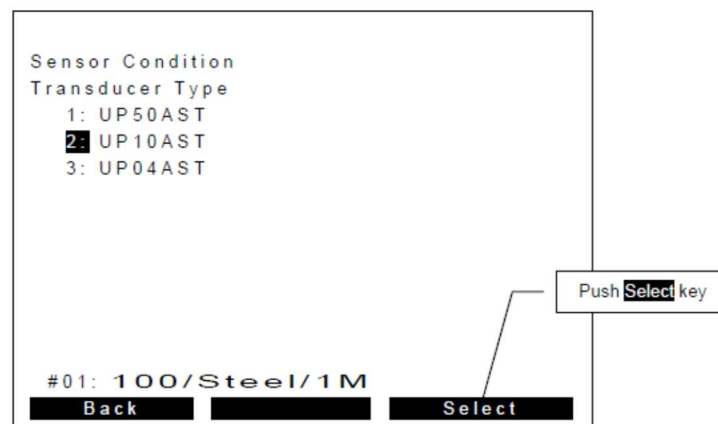 Sensor Condition
Transducer Type
1: UP50AST
2: UP10AST
3: UP04AST
Push Select key
#01: 100/Steel/1M
Back Select